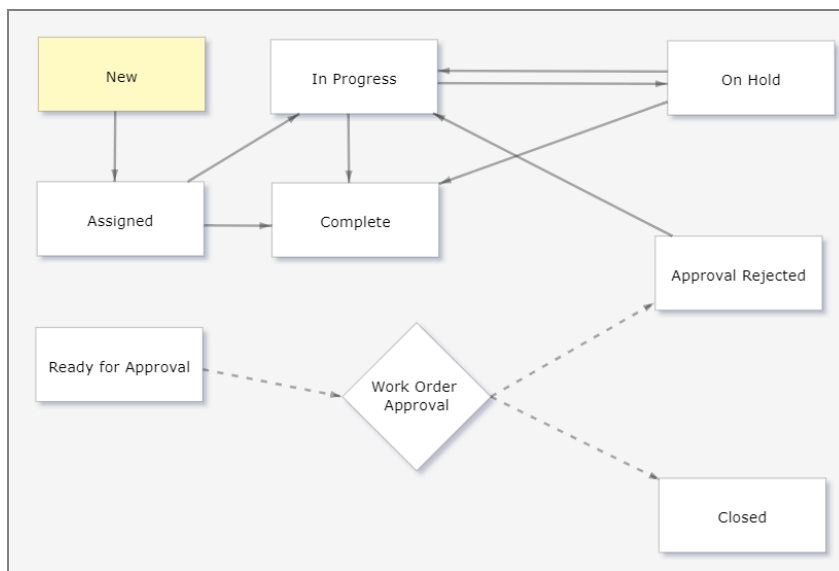 New
In Progress
On Hold
Assigned
Complete
Approval Rejected
Ready for Approval
Work Order
Approval
Closed